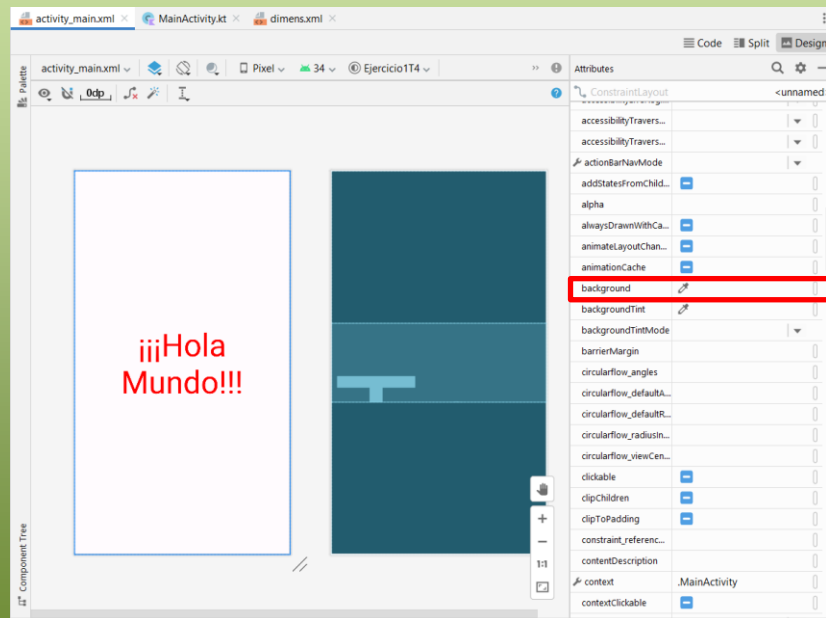 activity_main.xml MainActivity.kt dimens.xml
Code Split Design
Palette
activity_main.xml Pixel 34 Ejercicio1T4
0dp
Attributes
ConstraintLayout <unnamed>
accessibilityTravers...
accessibilityTravers...
actionBarNavMode
addStatesFromChild...
alpha
alwaysDrawnWithCa...
animateLayoutChan...
animationCache
background
backgroundTint
backgroundTintMode
barrierMargin
circularflow_angles
circularflow_defaultA...
circularflow_defaultR...
circularflow_radiusIn...
circularflow_viewCen...
clickable
clipChildren
clipToPadding
constraint_referenc...
contentDescription
context .MainActivity
contextClickable
¡¡¡Hola
Mundo!!!
1:1
Component Tree